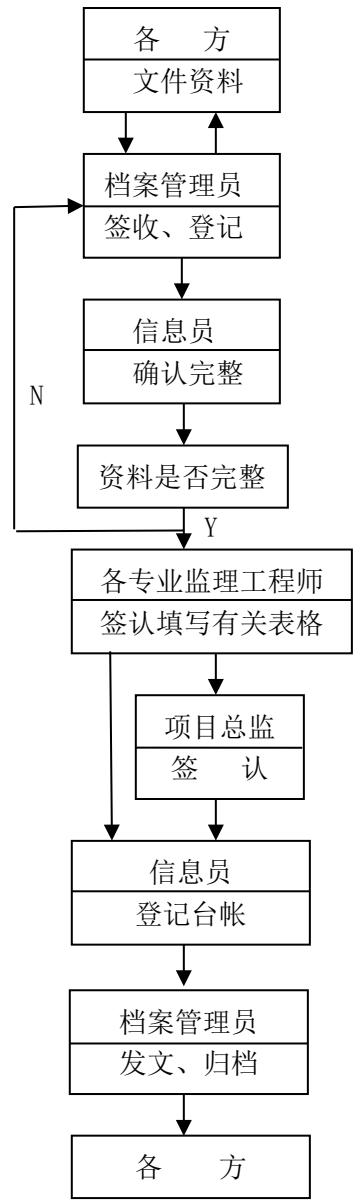 各 方
文件资料
档案管理员
签收、登记
信息员
确认完整
N
资料是否完整
Y
各专业监理工程师
签认填写有关表格
项目总监
签 认
信息员
登记台帐
档案管理员
发文、归档
各 方